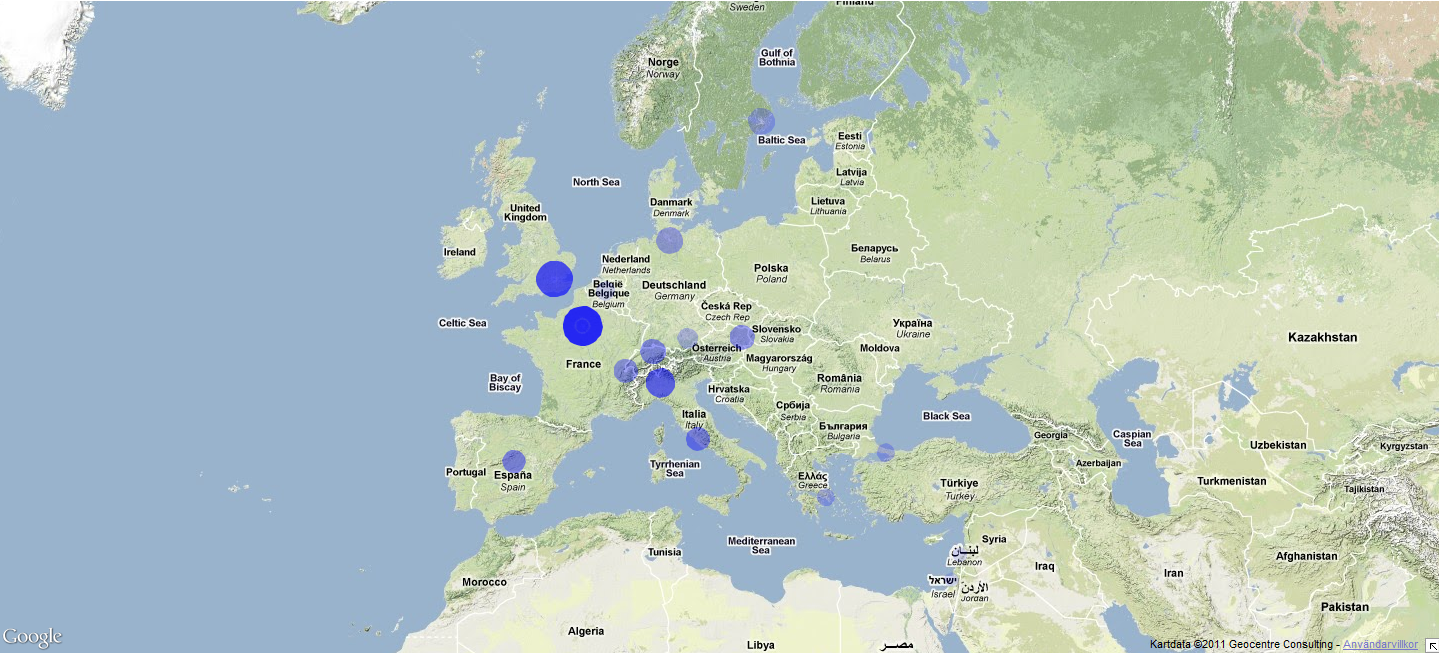 Sweden
Finland
Gulf of
Bothnia
Norge
Norway
Baltic Sea
Eesti
Estonia
Latvija
Latvia
North Sea
Danmark
Denmark
Lietuva
Lithuania
United
Kingdom
Ireland
Беларусь
Belarus
Nederland
Netherlands
Polska
Poland
België
Belgique
Belgium
Deutschland
Germany
Česká Rep
Czech Rep
Celtic Sea
Slovensko
Slovakia
Україна
Ukraine
Kazakhstan
Österreich
Austria
Moldova
Magyarország
Hungary
France
Bay of
Biscay
România
Romania
Hrvatska
Croatia
Србија
Serbia
Italia
Italy
Black Sea
България
Bulgaria
Georgia
Caspian
Sea
Uzbekistan
Kyrgyzstan
Azerbaijan
Tyrrhenian
Sea
Portugal
España
Spain
Ελλάς
Greece
Türkiye
Turkey
Turkmenistan
Tajikistan
Mediterranean
Sea
Syria
Tunisia
لبنان
Lebanon
Afghanistan
Iraq
Iran
Morocco
ישראל
Israel
الأردن
Jordan
Pakistan
Algeria
Libya
مصر
Google
Kartdata ©2011 Geocentre Consulting - Användarvillkor